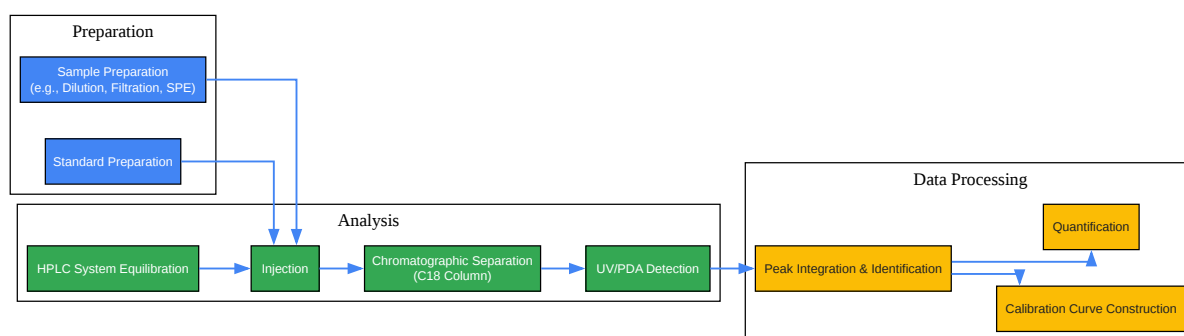 Preparation
Sample Preparation
(e.g., Dilution, Filtration, SPE)
Standard Preparation
Analysis
HPLC System Equilibration
Injection
Chromatographic Separation
(C18 Column)
UV/PDA Detection
Data Processing
Peak Integration & Identification
Quantification
Calibration Curve Construction